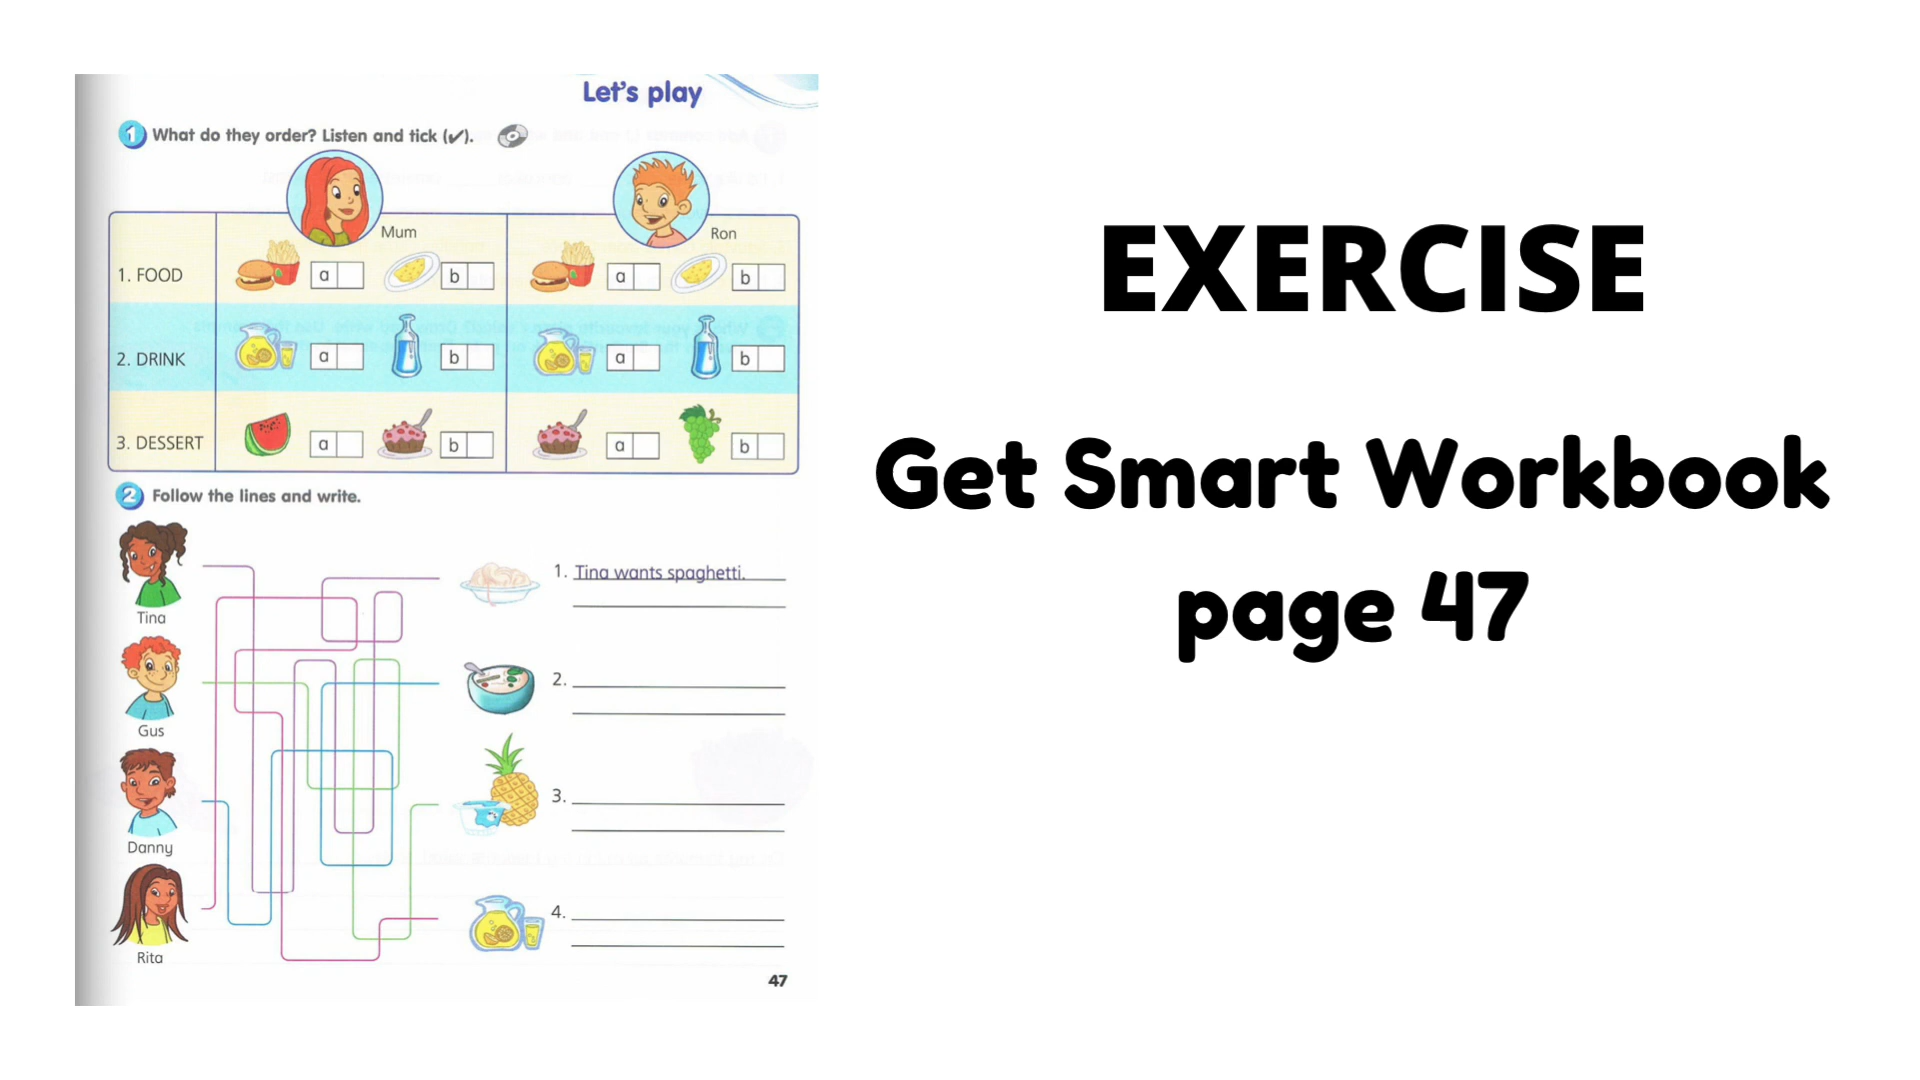 Let's play
1 What do they order? Listen and tick (✔).
Mum
Ron
1. FOOD a b a b
2. DRINK a b a b
3. DESSERT a b a b
2 Follow the lines and write.
Tina
Gus
Danny
Rita
1. Tina wants spaghetti.
2.
3.
4.
47
EXERCISE
Get Smart Workbook
page 47